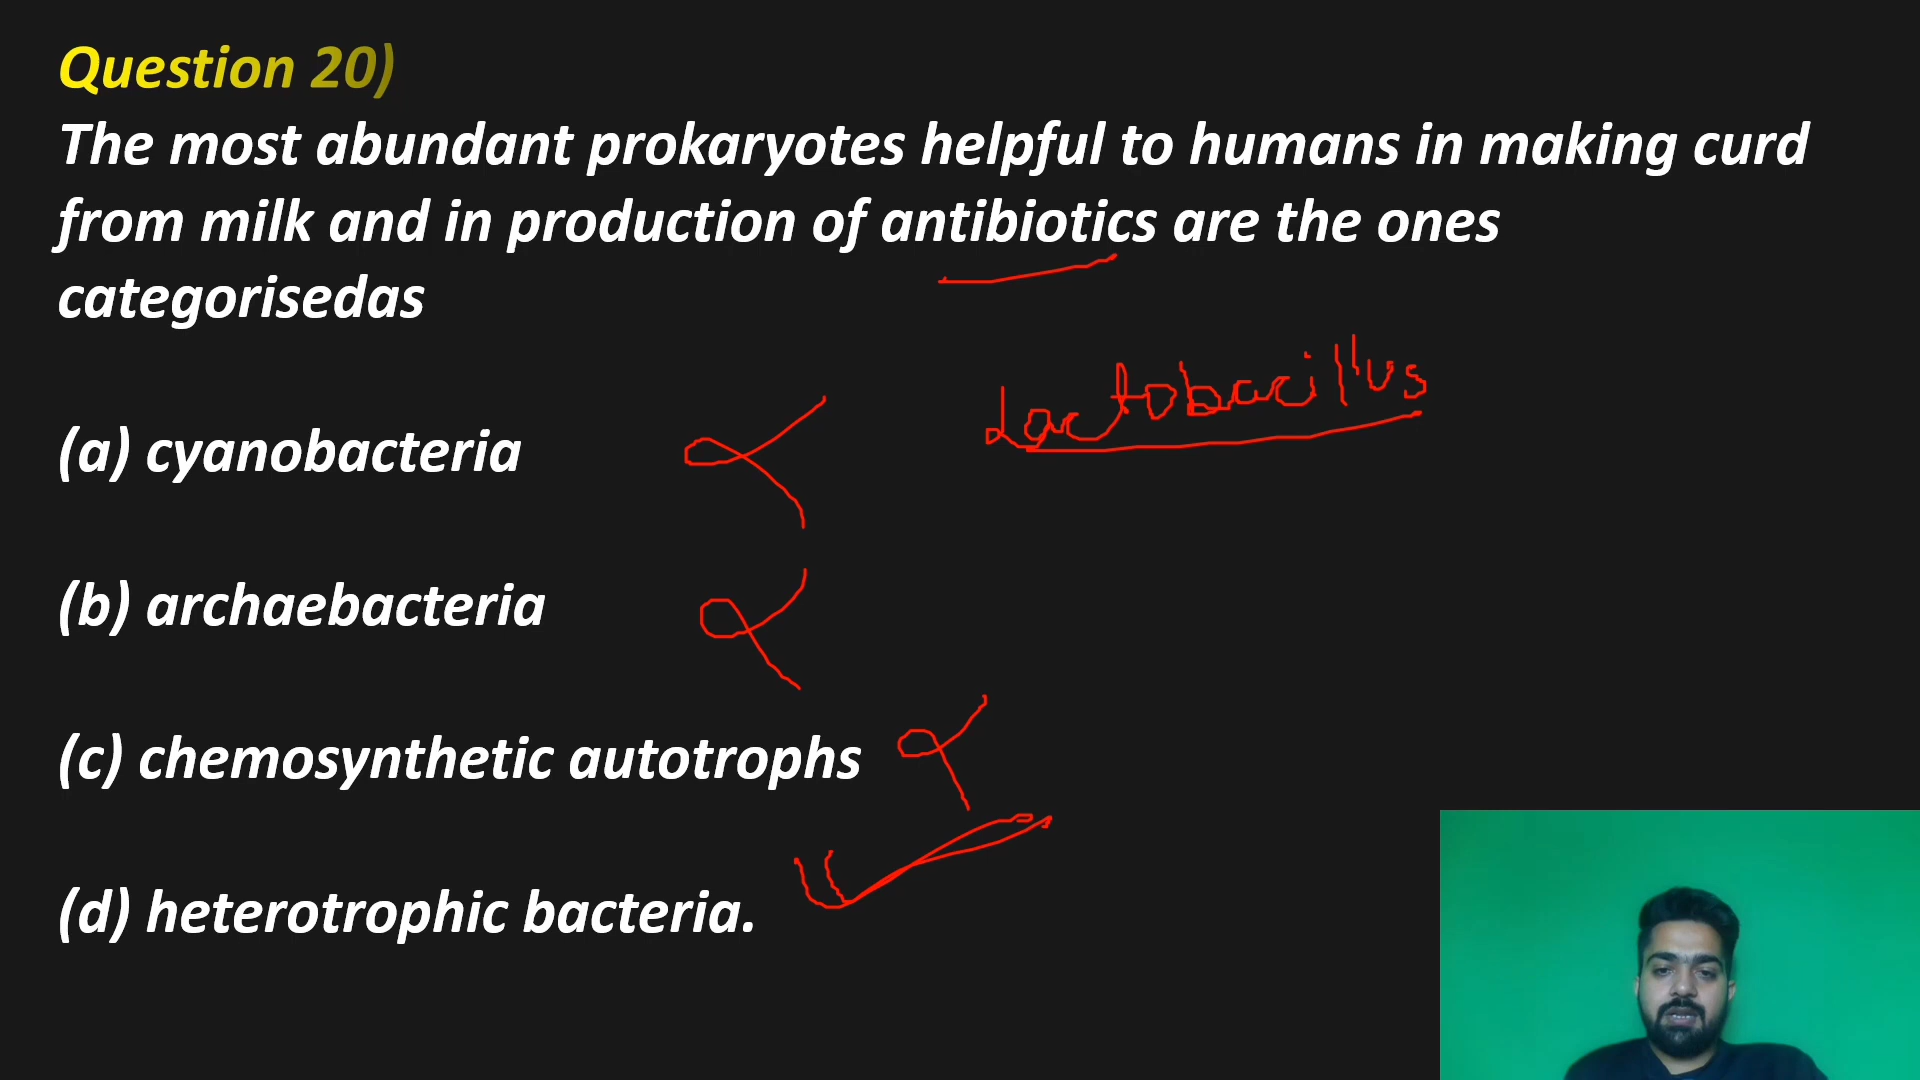 Question 20)
The most abundant prokaryotes helpful to humans in making curd
from milk and in production of antibiotics are the ones
categorisedas
Lactobacillus
(a) cyanobacteria
(b) archaebacteria
(c) chemosynthetic autotrophs
(d) heterotrophic bacteria.